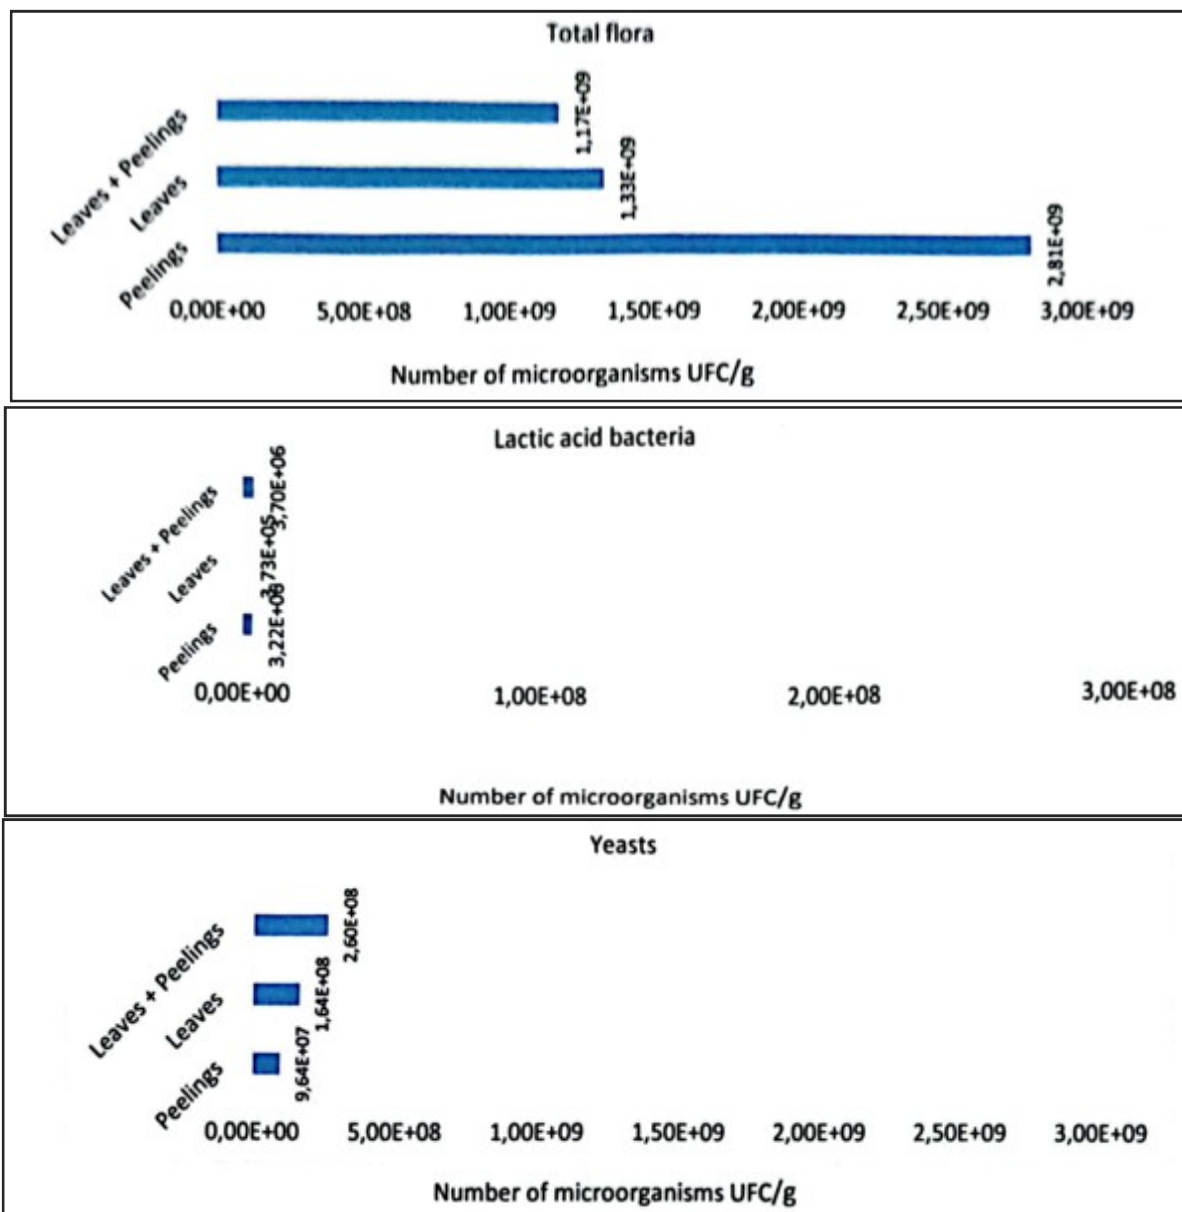 Total flora
Leaves + Peelings
1,17E+09
Leaves
1,33E+09
Peelings
2,81E+09
0,00E+00 5,00E+08 1,00E+09 1,50E+09 2,00E+09 2,50E+09 3,00E+09
Number of microorganisms UFC/g
Lactic acid bacteria
Leaves + Peelings
3,70E+06
Leaves
Peelings
0,00E+00 1,00E+08 2,00E+08 3,00E+08
Number of microorganisms UFC/g
Yeasts
Leaves + Peelings
2,60E+08
Leaves
1,64E+08
Peelings
9,64E+07
0,00E+00 5,00E+08 1,00E+09 1,50E+09 2,00E+09 2,50E+09 3,00E+09
Number of microorganisms UFC/g